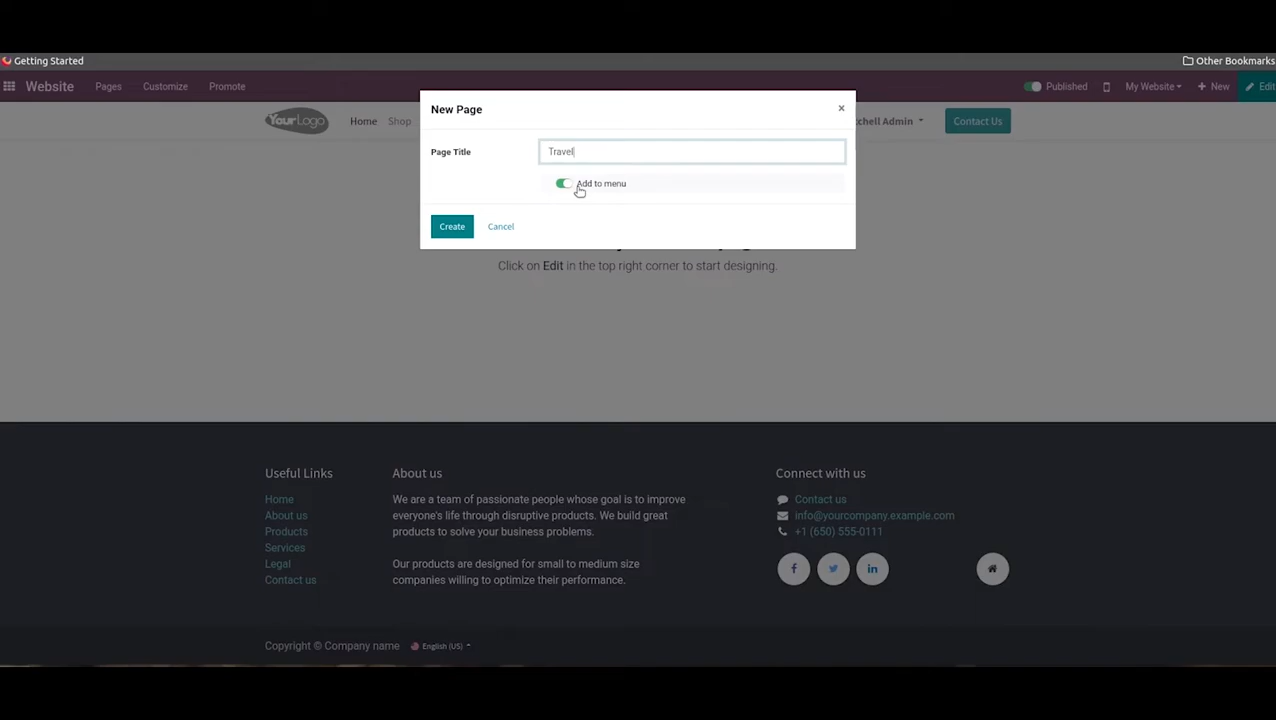 Getting Started
Other Bookmarks
Website Pages Customize Promote
Published My Website + New Edit
YourLogo Home Shop
tchell Admin Contact Us
New Page ×
Page Title Travel
Add to menu
Create Cancel
Click on Edit in the top right corner to start designing.
Useful Links
Home
About us
Products
Services
Legal
Contact us
About us
We are a team of passionate people whose goal is to improve
everyone's life through disruptive products. We build great
products to solve your business problems.
Our products are designed for small to medium size
companies willing to optimize their performance.
Connect with us
Contact us
info@yourcompany.example.com
+1 (650) 555-0111
Copyright © Company name English (US)